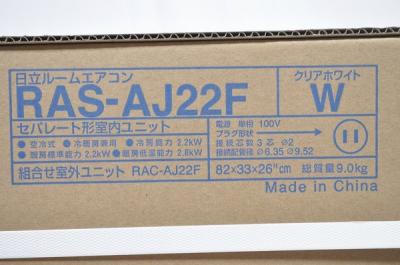 日立ルームエアコン
RAS-AJ22F
セパレート形室内ユニット
● 空冷式 ● 冷暖房兼用 ● 冷房能力 2.2kW
● 暖房標準能力 2.2kW ● 暖房低温能力 2.8kW
組合せ室外ユニット RAC-AJ22F
電源 単相 100V
プラグ形状
接続芯数 3 芯 ∅2
接続配管径 ∅6.35 ∅9.52
クリアホワイト
W
82×33×26cm 総質量 9.0kg
Made in China